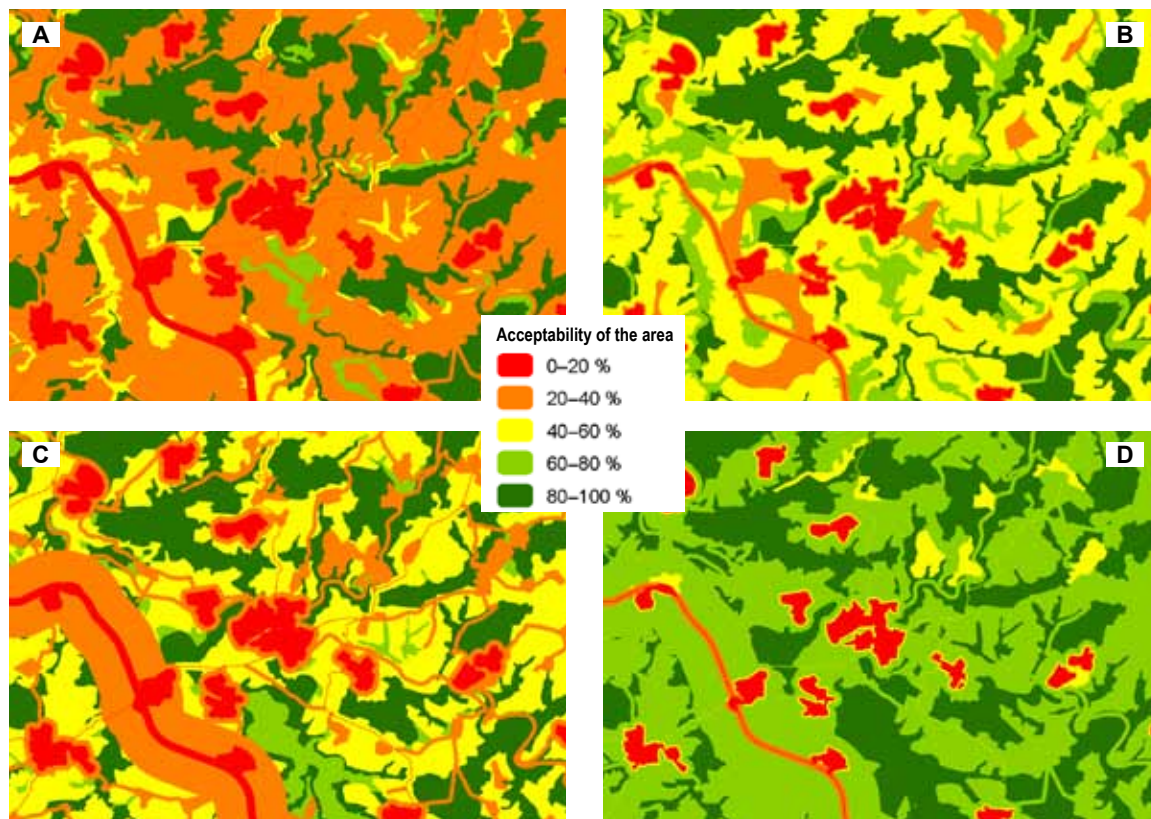 A
B
Acceptability of the area
0–20 %
20–40 %
40–60 %
60–80 %
80–100 %
C
D